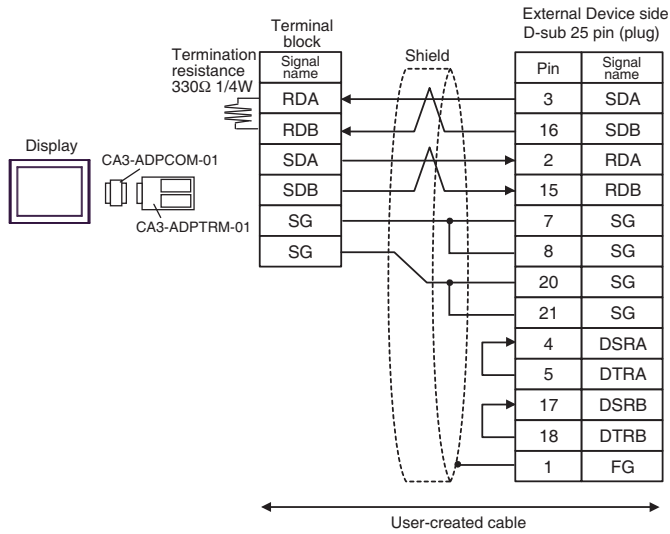 External Device side
D-sub 25 pin (plug)
Terminal
block
Termination
resistance
330Ω 1/4W
Shield
Signal
name
Pin
Signal
name
RDA
3
SDA
RDB
16
SDB
Display
CA3-ADPCOM-01
CA3-ADPTRM-01
SDA
2
RDA
SDB
15
RDB
SG
7
SG
8
SG
SG
20
SG
21
SG
4
DSRA
5
DTRA
17
DSRB
18
DTRB
1
FG
User-created cable